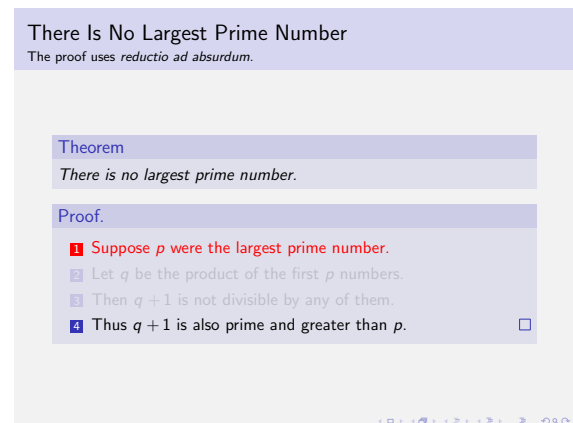 There Is No Largest Prime Number
The proof uses reductio ad absurdum.
Theorem
There is no largest prime number.
Proof.
1 Suppose p were the largest prime number.
2 Let q be the product of the first p numbers.
3 Then q + 1 is not divisible by any of them.
4 Thus q + 1 is also prime and greater than p.